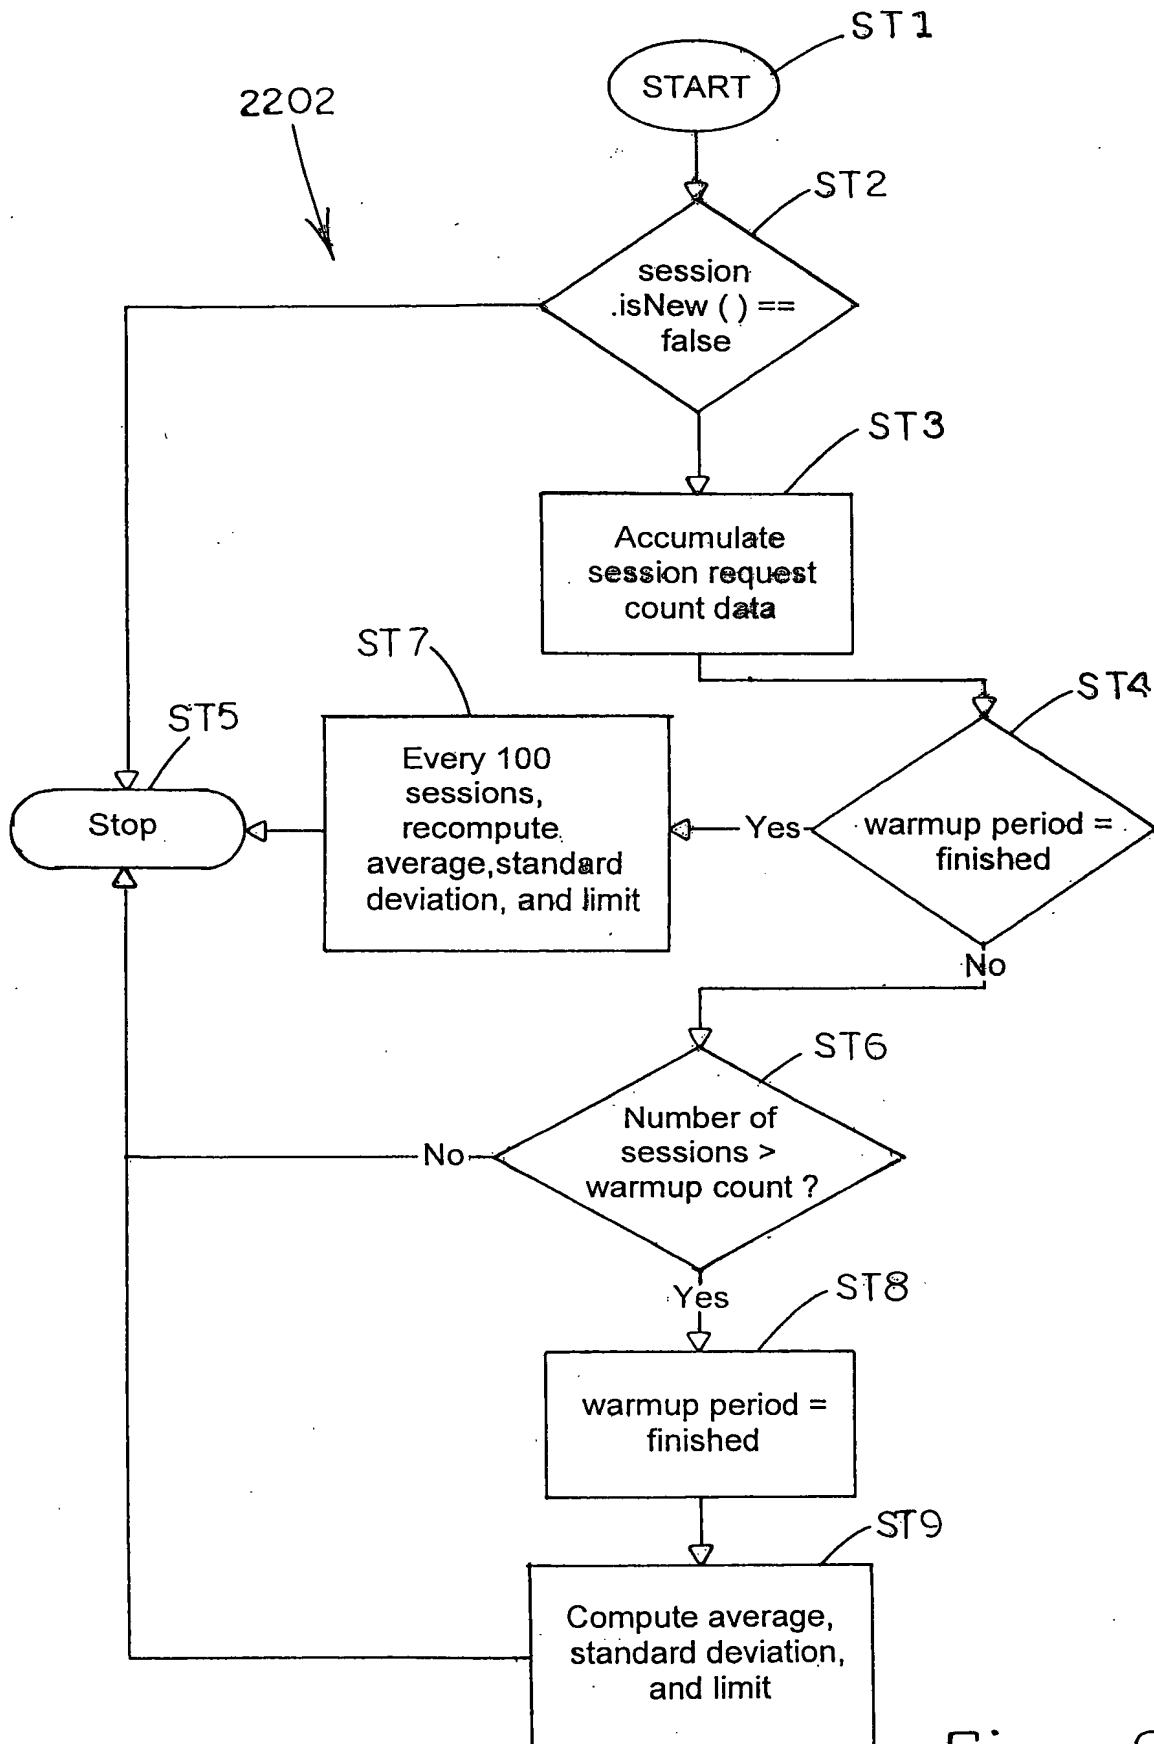 ST1
START
2202
ST2
session
.isNew ( ) ==
false
ST3
Accumulate
session request
count data
ST7
ST4
ST5
Every 100
sessions,
recompute
average,standard
deviation, and limit
Stop
Yes
warmup period =
finished
No
ST6
Number of
sessions >
warmup count ?
No
Yes
ST8
warmup period =
finished
ST9
Compute average,
standard deviation,
and limit